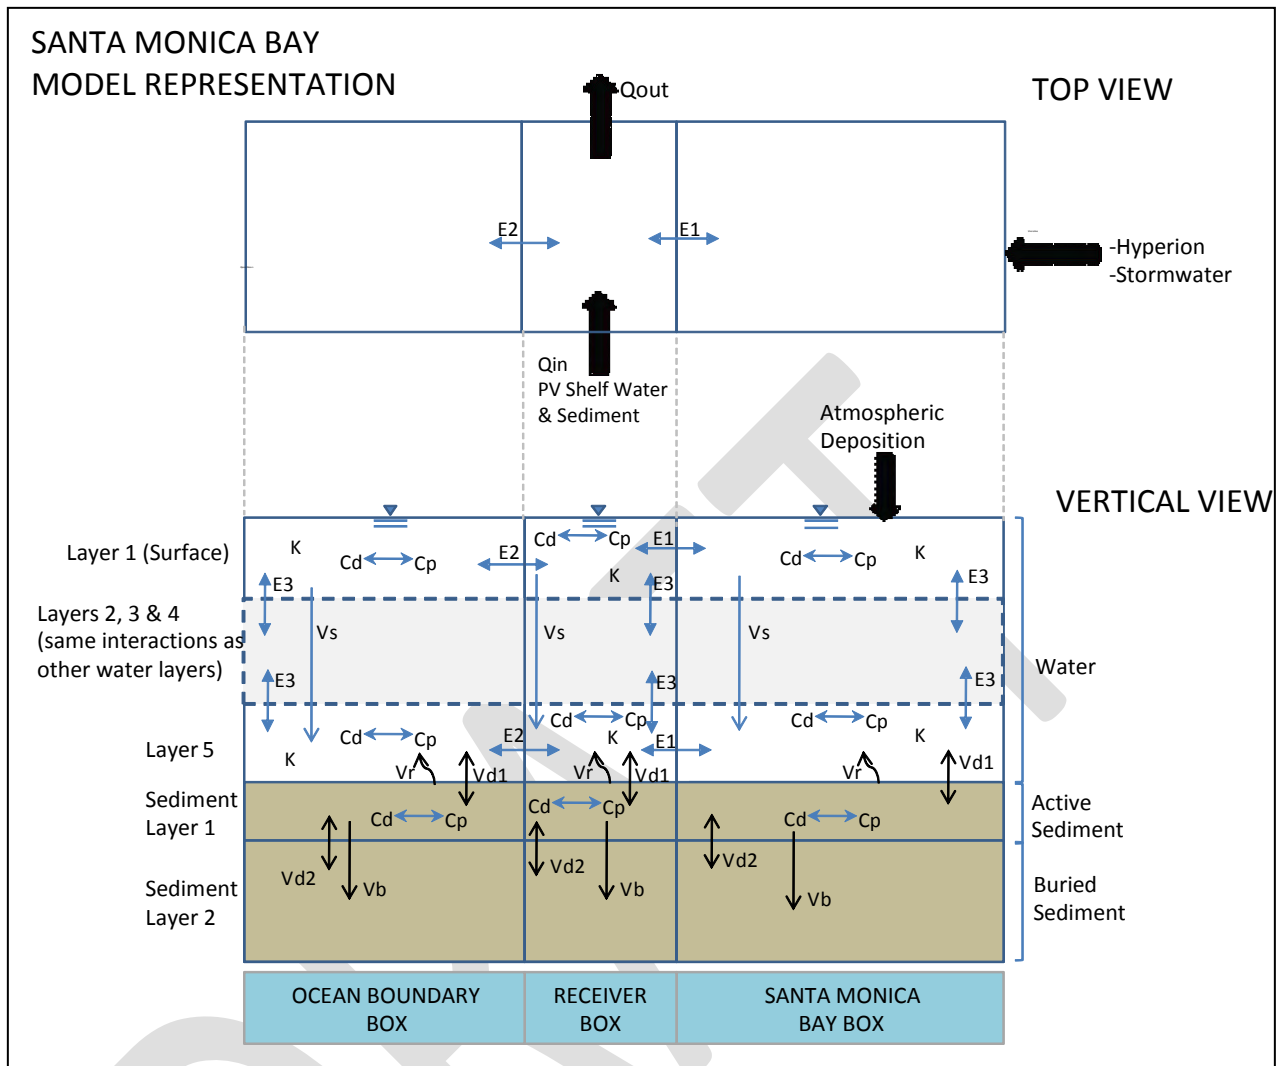 SANTA MONICA BAY
MODEL REPRESENTATION
TOP VIEW
Qout
E2
E1
-Hyperion
-Stormwater
Qin
PV Shelf Water
& Sediment
Atmospheric
Deposition
VERTICAL VIEW
Layer 1 (Surface)
K
Cd
Cp
E2
Cd
Cp
E1
K
Cd
Cp
K
E3
E3
E3
Layers 2, 3 & 4
(same interactions as
other water layers)
Vs
Vs
Vs
Water
E3
E3
E3
Layer 5
Cd
Cp
K
E2
Cd
Cp
K
E1
Cd
Cp
K
Vr
Vd1
Vr
Vd1
Vr
Vd1
Sediment
Layer 1
Cd
Cp
Cd
Cp
Cd
Cp
Active
Sediment
Vd2
Vb
Vd2
Vb
Vd2
Vb
Sediment
Layer 2
Buried
Sediment
OCEAN BOUNDARY
BOX
RECEIVER
BOX
SANTA MONICA
BAY BOX